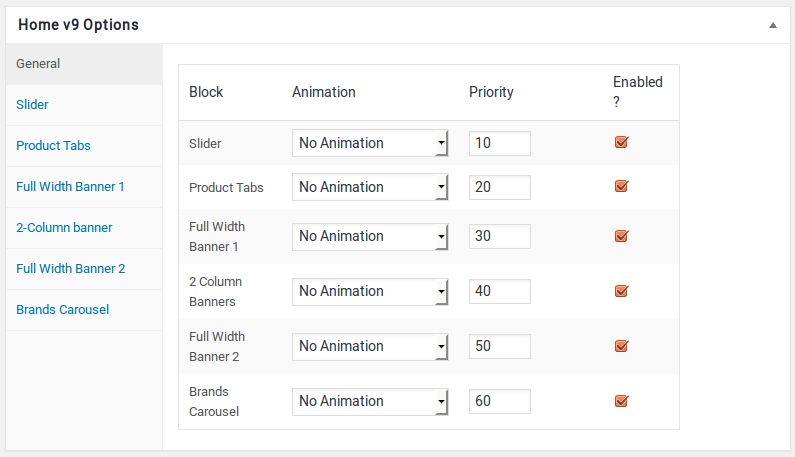 Home v9 Options
General
Slider
Product Tabs
Full Width Banner 1
2-Column banner
Full Width Banner 2
Brands Carousel
Block Animation Priority Enabled
?
Slider No Animation 10
Product Tabs No Animation 20
Full Width
Banner 1 No Animation 30
2 Column
Banners No Animation 40
Full Width
Banner 2 No Animation 50
Brands
Carousel No Animation 60